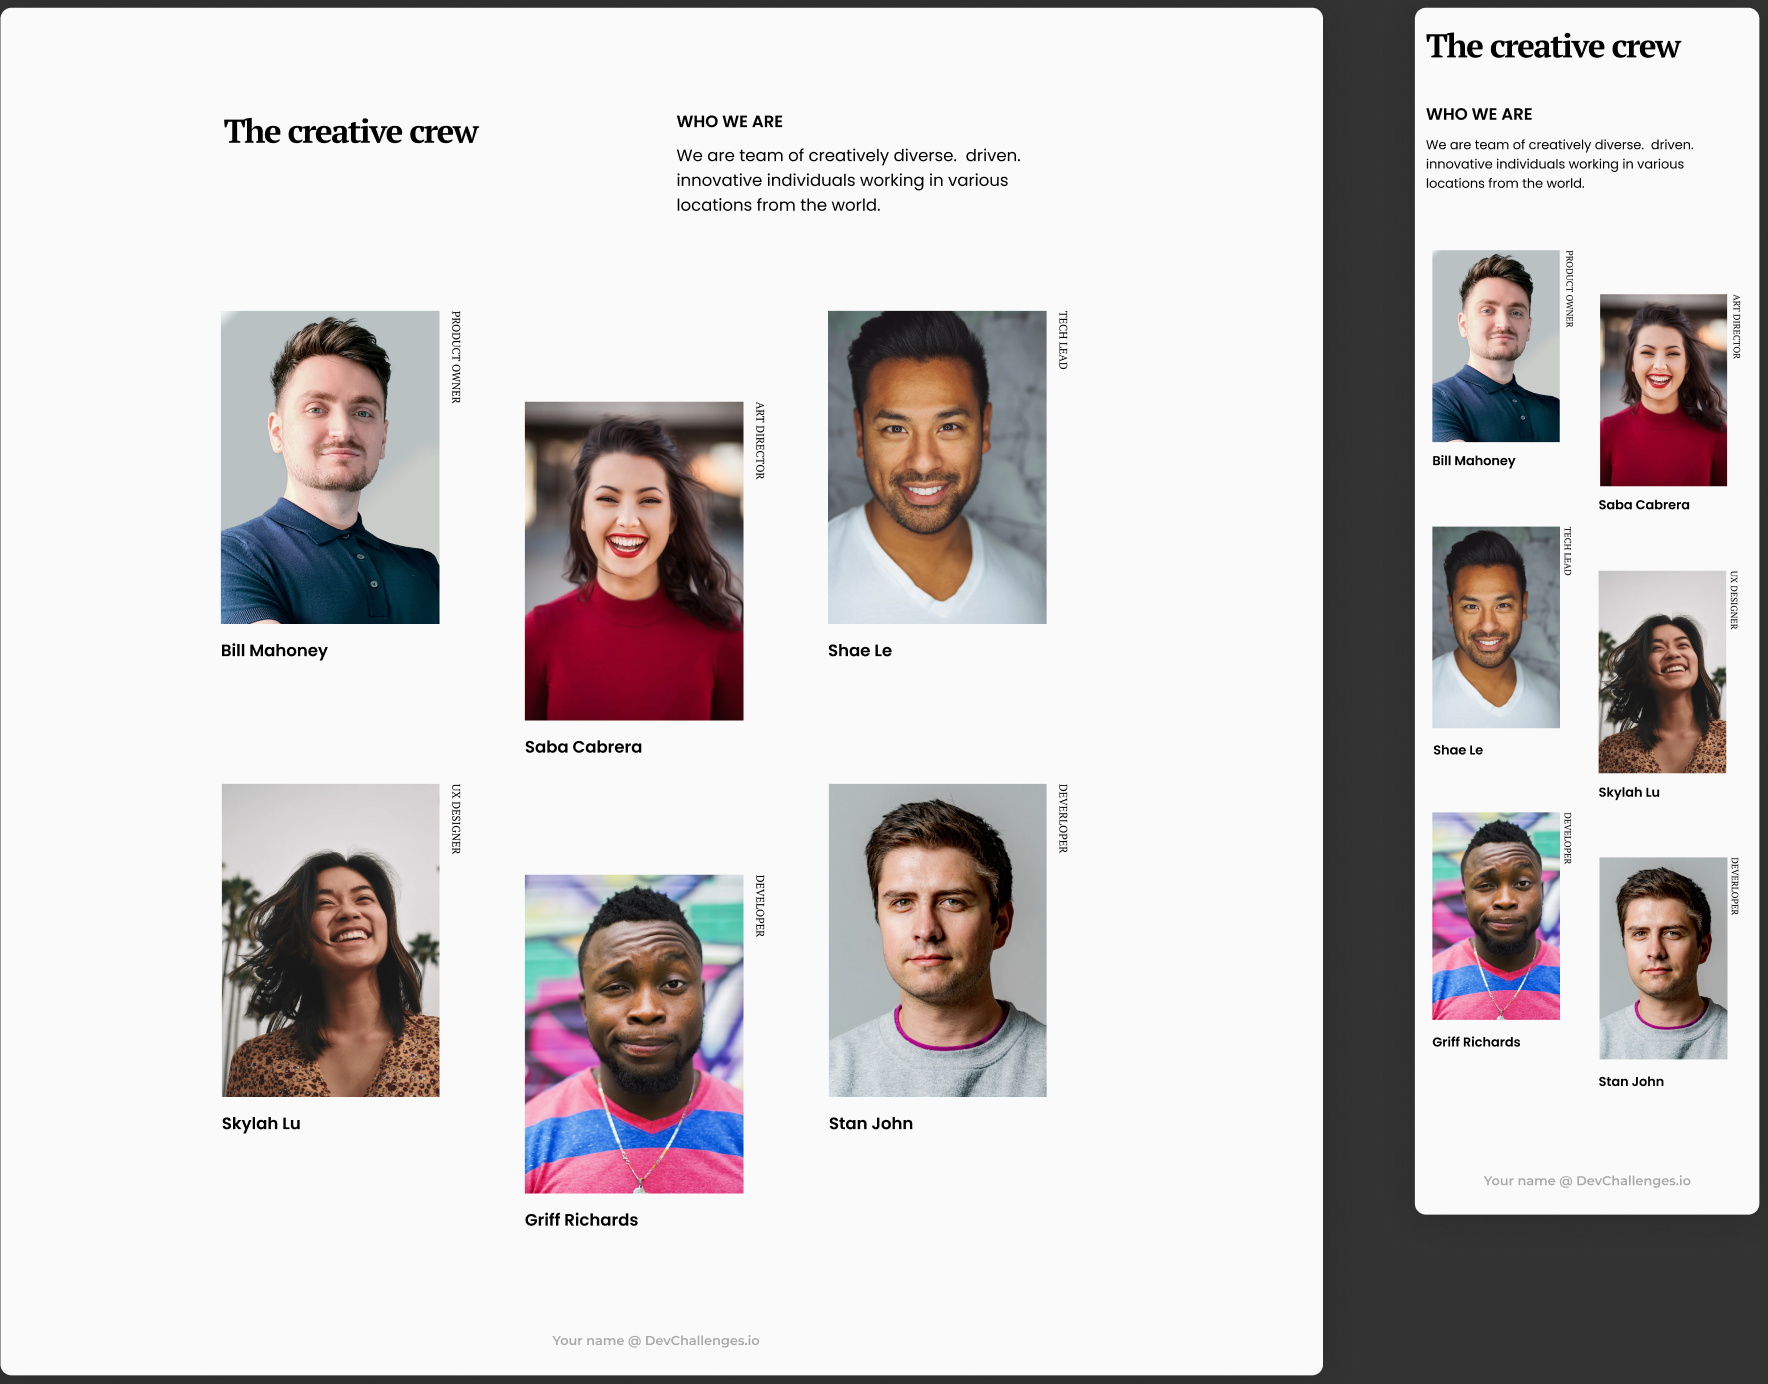 The creative crew
WHO WE ARE
We are team of creatively diverse.  driven.
innovative individuals working in various
locations from the world.
PRODUCT OWNER
Bill Mahoney
ART DIRECTOR
Saba Cabrera
TECH LEAD
Shae Le
UX DESIGNER
Skylah Lu
DEVELOPER
Griff Richards
DEVERLOPER
Stan John
Your name @ DevChallenges.io
The creative crew
WHO WE ARE
We are team of creatively diverse.  driven.
innovative individuals working in various
locations from the world.
PRODUCT OWNER
Bill Mahoney
ART DIRECTOR
Saba Cabrera
TECH LEAD
Shae Le
UX DESIGNER
Skylah Lu
DEVELOPER
Griff Richards
DEVERLOPER
Stan John
Your name @ DevChallenges.io